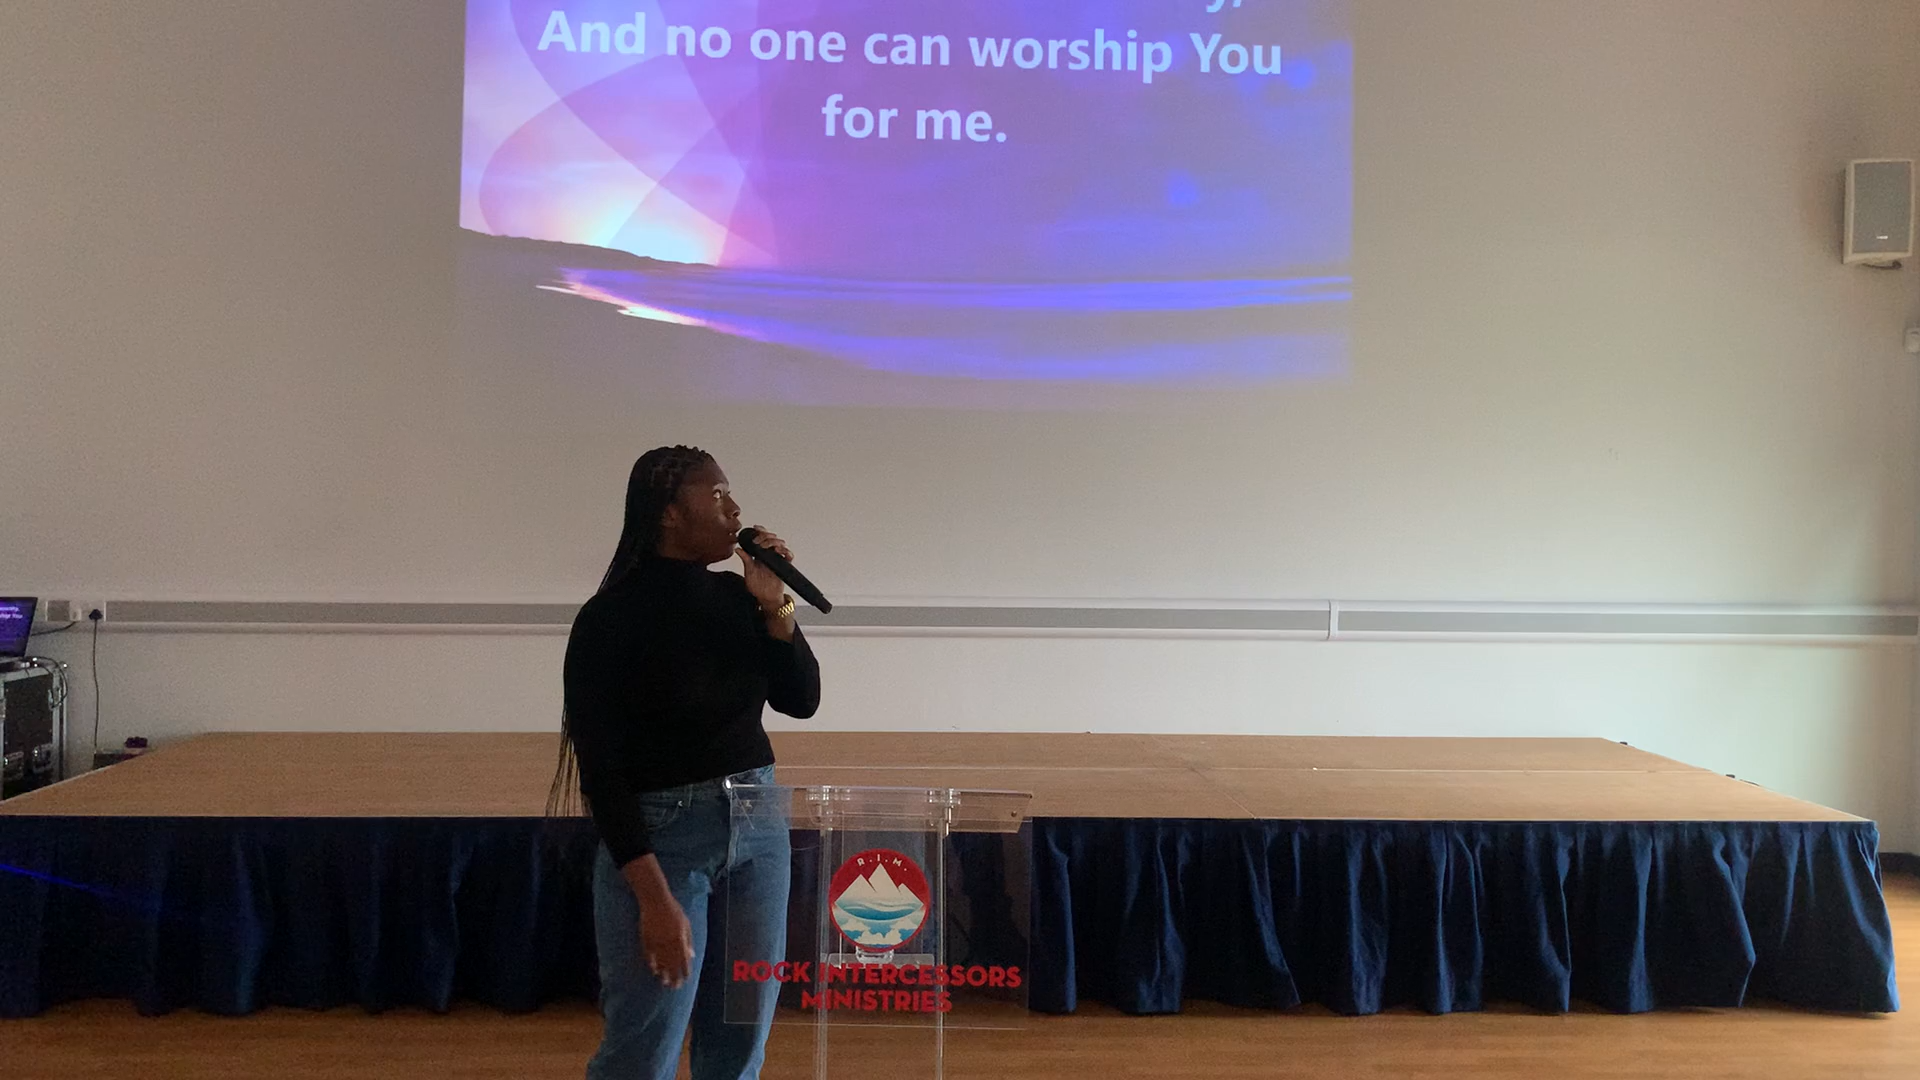 And no one can worship You
for me.
R.I.M.
ROCK INTERCESSORS
MINISTRIES